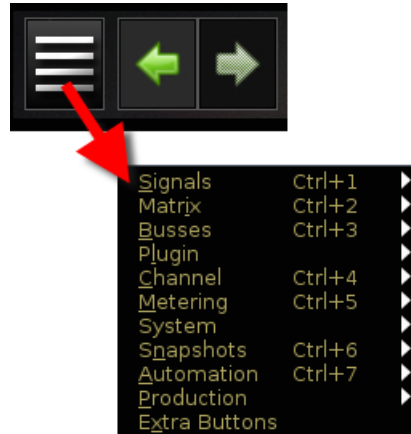 Signals Ctrl+1
Matrix Ctrl+2
Busses Ctrl+3
Plugin
Channel Ctrl+4
Metering Ctrl+5
System
Snapshots Ctrl+6
Automation Ctrl+7
Production
Extra Buttons